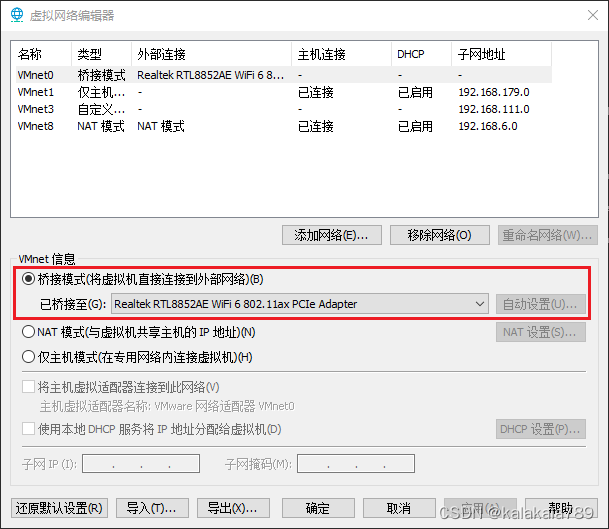 虚拟网络编辑器
名称 类型 外部连接 主机连接 DHCP 子网地址
VMnet0 桥接模式 Realtek RTL8852AE WiFi 6 8... - - -
VMnet1 仅主机... - 已连接 已启用 192.168.179.0
VMnet3 自定义... - - - 192.168.111.0
VMnet8 NAT 模式 NAT 模式 已连接 已启用 192.168.6.0
添加网络(E)... 移除网络(O) 重命名网络(W)...
VMnet 信息
桥接模式(将虚拟机直接连接到外部网络)(B)
已桥接至(G): Realtek RTL8852AE WiFi 6 802.11ax PCIe Adapter 自动设置(U)...
NAT 模式(与虚拟机共享主机的 IP 地址)(N) NAT 设置(S)...
仅主机模式(在专用网络内连接虚拟机)(H)
将主机虚拟适配器连接到此网络(V)
主机虚拟适配器名称: VMware 网络适配器 VMnet0
使用本地 DHCP 服务将 IP 地址分配给虚拟机(D) DHCP 设置(P)...
子网 IP (I): . . . 子网掩码(M): . . .
还原默认设置(R) 导入(T)... 导出(X)... 确定 取消 应用(A) 帮助
CSDN @kalakala789